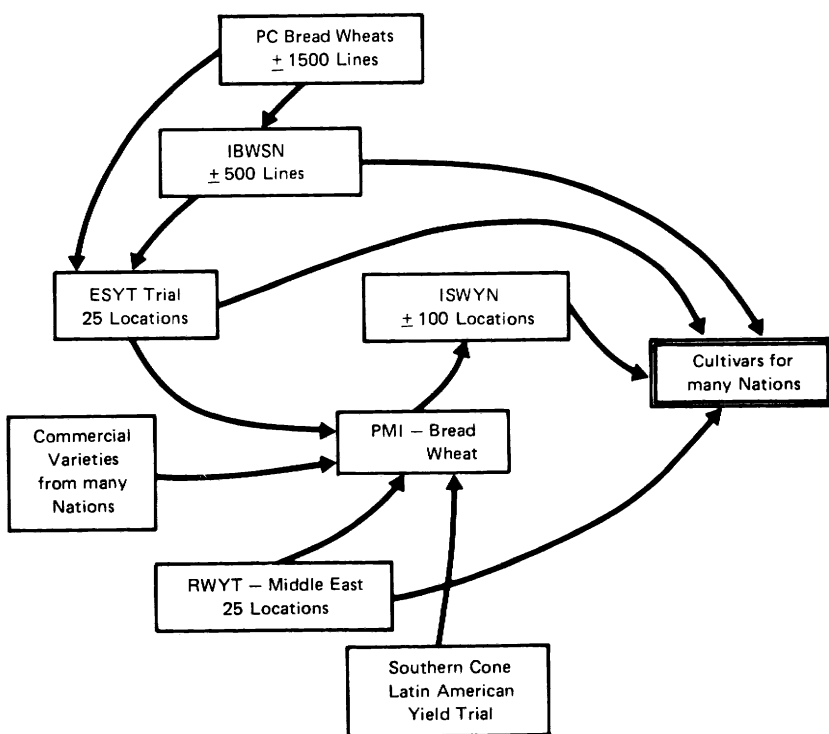 PC Bread Wheats
± 1500 Lines
IBWSN
± 500 Lines
ESYT Trial
25 Locations
ISWYN
± 100 Locations
Cultivars for
many Nations
Commercial
Varieties
from many
Nations
PMI — Bread
Wheat
RWYT — Middle East
25 Locations
Southern Cone
Latin American
Yield Trial